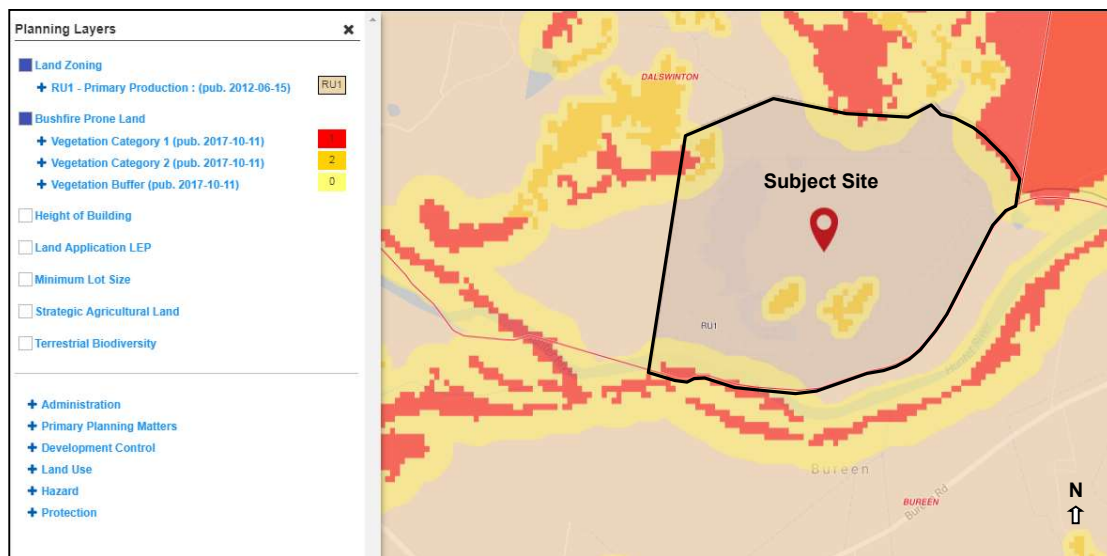 Planning Layers
Land Zoning
RU1 - Primary Production : (pub. 2012-06-15)
RU1
Bushfire Prone Land
Vegetation Category 1 (pub. 2017-10-11)
Vegetation Category 2 (pub. 2017-10-11)
2
Vegetation Buffer (pub. 2017-10-11)
0
Height of Building
Land Application LEP
Minimum Lot Size
Strategic Agricultural Land
Terrestrial Biodiversity
Administration
Primary Planning Matters
Development Control
Land Use
Hazard
Protection
DALSWINTON
Subject Site
RU1
Bureen
BUREEN
Bureen Rd
N